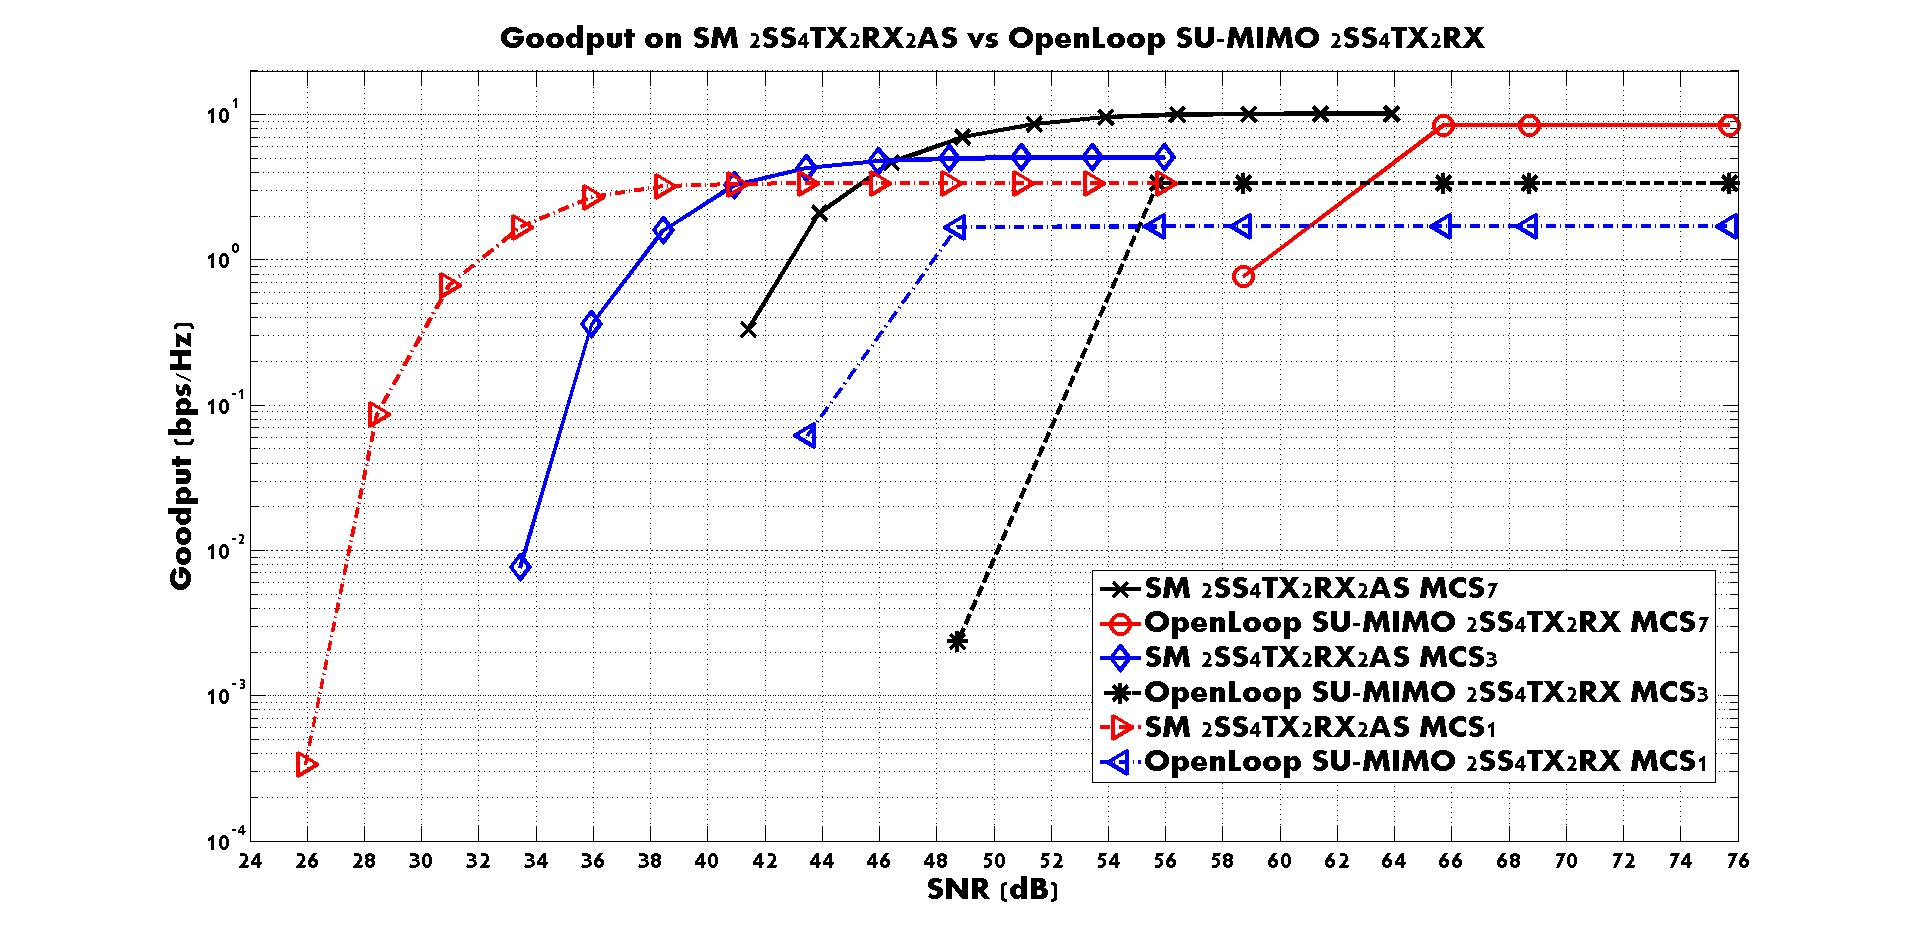 Goodput on SM 2SS4TX2RX2AS vs OpenLoop SU-MIMO 2SS4TX2RX
10^1
10^0
10^-1
10^-2
10^-3
10^-4
Goodput (bps/Hz)
SM 2SS4TX2RX2AS MCS7
OpenLoop SU-MIMO 2SS4TX2RX MCS7
SM 2SS4TX2RX2AS MCS3
OpenLoop SU-MIMO 2SS4TX2RX MCS3
SM 2SS4TX2RX2AS MCS1
OpenLoop SU-MIMO 2SS4TX2RX MCS1
24 26 28 30 32 34 36 38 40 42 44 46 48 50 52 54 56 58 60 62 64 66 68 70 72 74 76
SNR (dB)